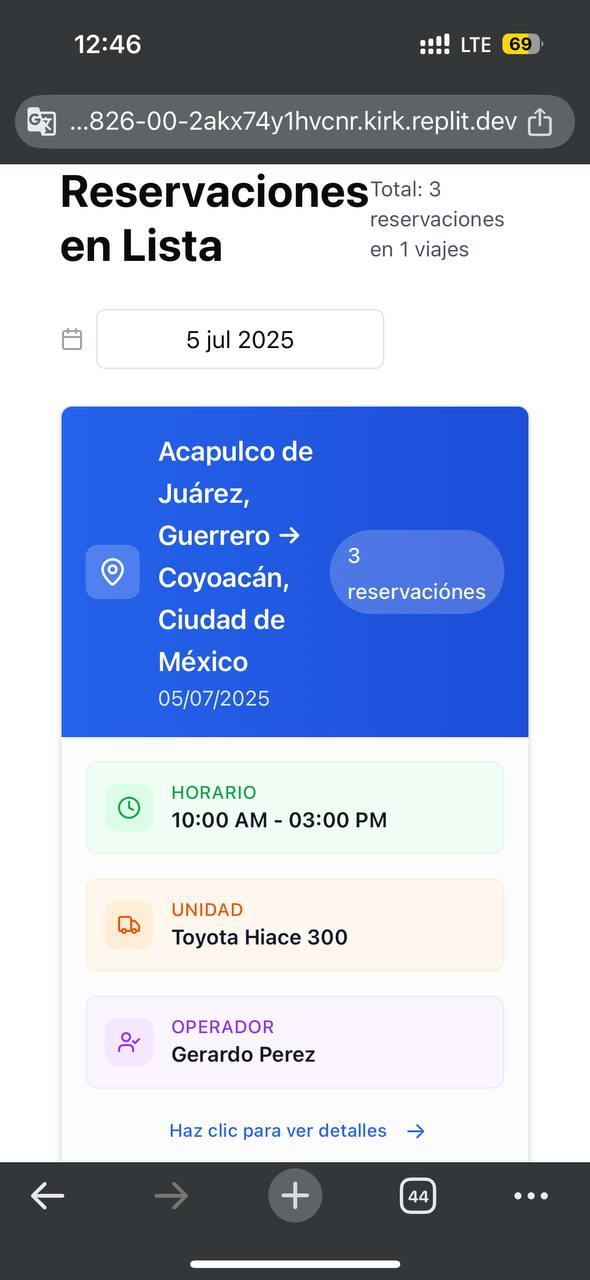 12:46
LTE
69
...826-00-2akx74y1hvcnr.kirk.replit.dev
Reservaciones
en Lista
Total: 3
reservaciones
en 1 viajes
5 jul 2025
Acapulco de
Juárez,
Guerrero →
Coyoacán,
Ciudad de
México
05/07/2025
3
reservaciónes
HORARIO
10:00 AM - 03:00 PM
UNIDAD
Toyota Hiace 300
OPERADOR
Gerardo Perez
Haz clic para ver detalles →
44